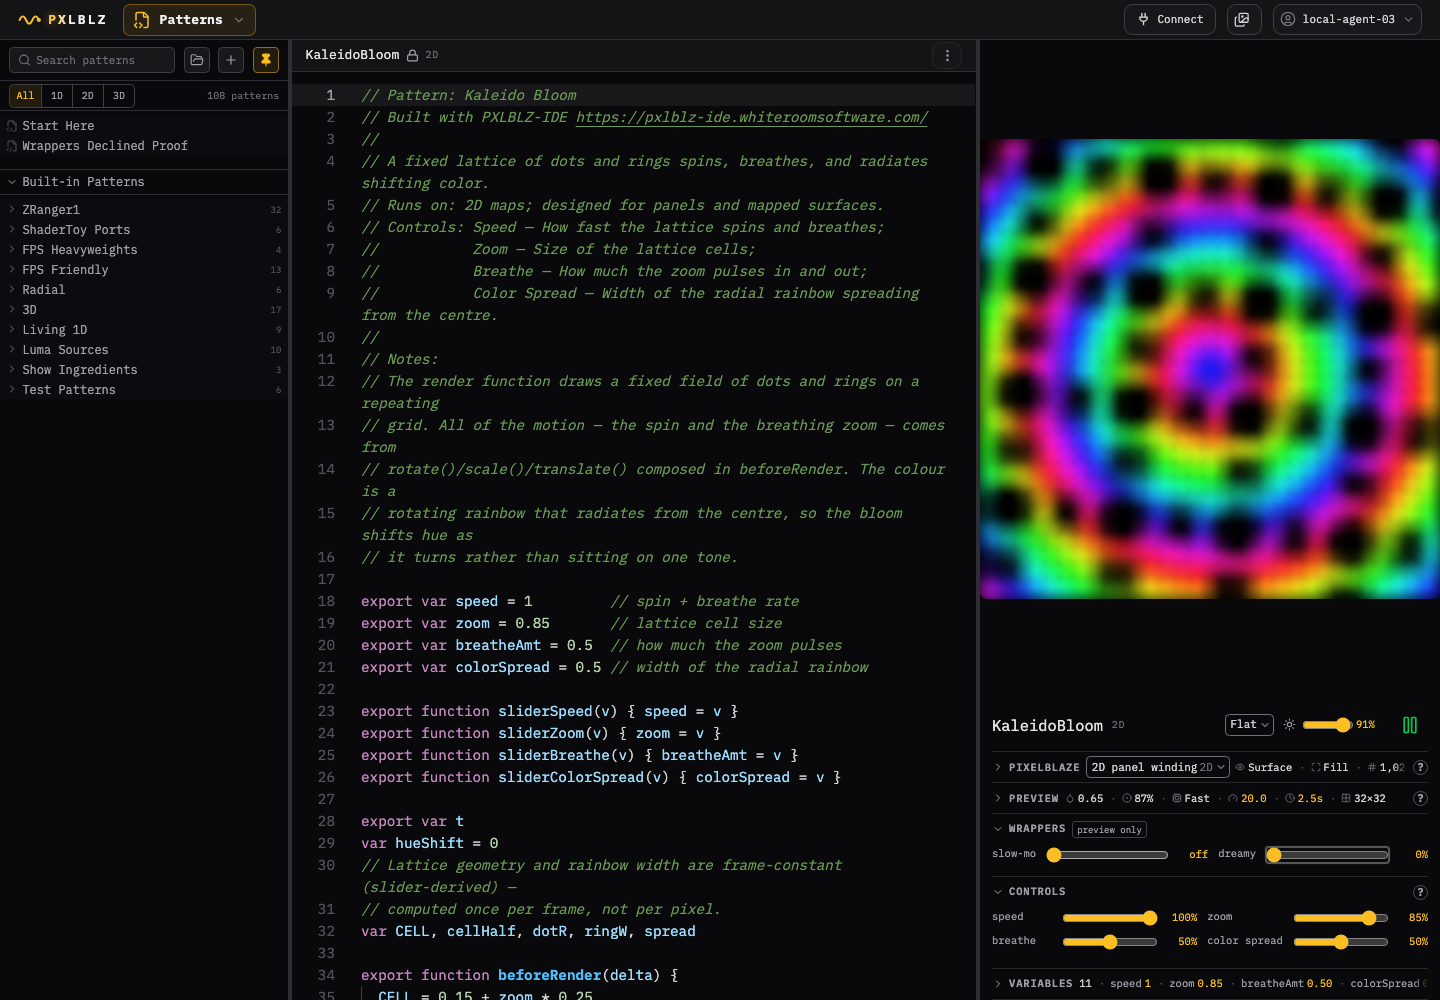 PXLBLZ
Patterns
Connect
local-agent-03
Search patterns
All 1D 2D 3D
108 patterns
Start Here
Wrappers Declined Proof
Built-in Patterns
ZRanger1 32
ShaderToy Ports 6
FPS Heavyweights 4
FPS Friendly 13
Radial 6
3D 17
Living 1D 9
Luma Sources 10
Show Ingredients 3
Test Patterns 6
KaleidoBloom 2D
1 // Pattern: Kaleido Bloom
2 // Built with PXLBLZ-IDE https://pxlblz-ide.whiteroomsoftware.com/
3 //
4 // A fixed lattice of dots and rings spins, breathes, and radiates
shifting color.
5 // Runs on: 2D maps; designed for panels and mapped surfaces.
6 // Controls: Speed — How fast the lattice spins and breathes;
7 //           Zoom — Size of the lattice cells;
8 //           Breathe — How much the zoom pulses in and out;
9 //           Color Spread — Width of the radial rainbow spreading
from the centre.
10 //
11 // Notes:
12 // The render function draws a fixed field of dots and rings on a
repeating
13 // grid. All of the motion — the spin and the breathing zoom — comes
from
14 // rotate()/scale()/translate() composed in beforeRender. The colour
is a
15 // rotating rainbow that radiates from the centre, so the bloom
shifts hue as
16 // it turns rather than sitting on one tone.
17
18 export var speed = 1         // spin + breathe rate
19 export var zoom = 0.85       // lattice cell size
20 export var breatheAmt = 0.5  // how much the zoom pulses
21 export var colorSpread = 0.5 // width of the radial rainbow
22
23 export function sliderSpeed(v) { speed = v }
24 export function sliderZoom(v) { zoom = v }
25 export function sliderBreathe(v) { breatheAmt = v }
26 export function sliderColorSpread(v) { colorSpread = v }
27
28 export var t
29 var hueShift = 0
30 // Lattice geometry and rainbow width are frame-constant
(slider-derived) —
31 // computed once per frame, not per pixel.
32 var CELL, cellHalf, dotR, ringW, spread
33
34 export function beforeRender(delta) {
35 CELL = 0.15 + zoom * 0.25
KaleidoBloom 2D
Flat
91%
PIXELBLAZE 2D panel winding 2D Surface · Fill · # 1,02 ?
PREVIEW 0.65 · 87% · Fast · 20.0 · 2.5s · 32×32 ?
WRAPPERS preview only
slow-mo off dreamy 0%
CONTROLS ?
speed 100% zoom 85%
breathe 50% color spread 50%
VARIABLES 11 · speed 1 · zoom 0.85 · breatheAmt 0.50 · colorSpread